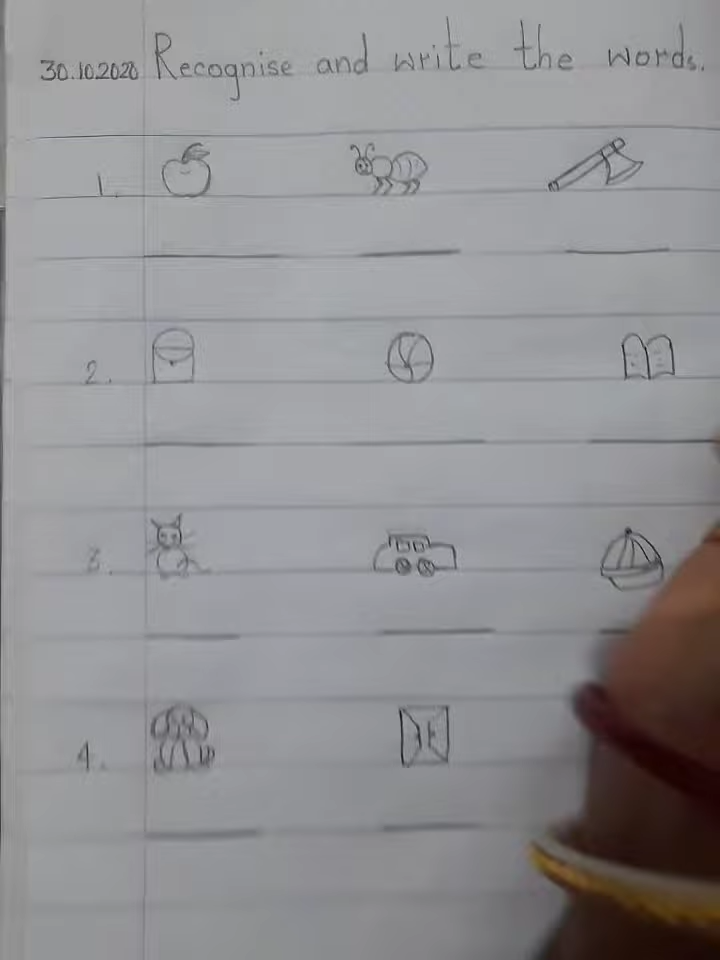 30.10.2020 Recognise and write the words.
1.
2.
3.
4.